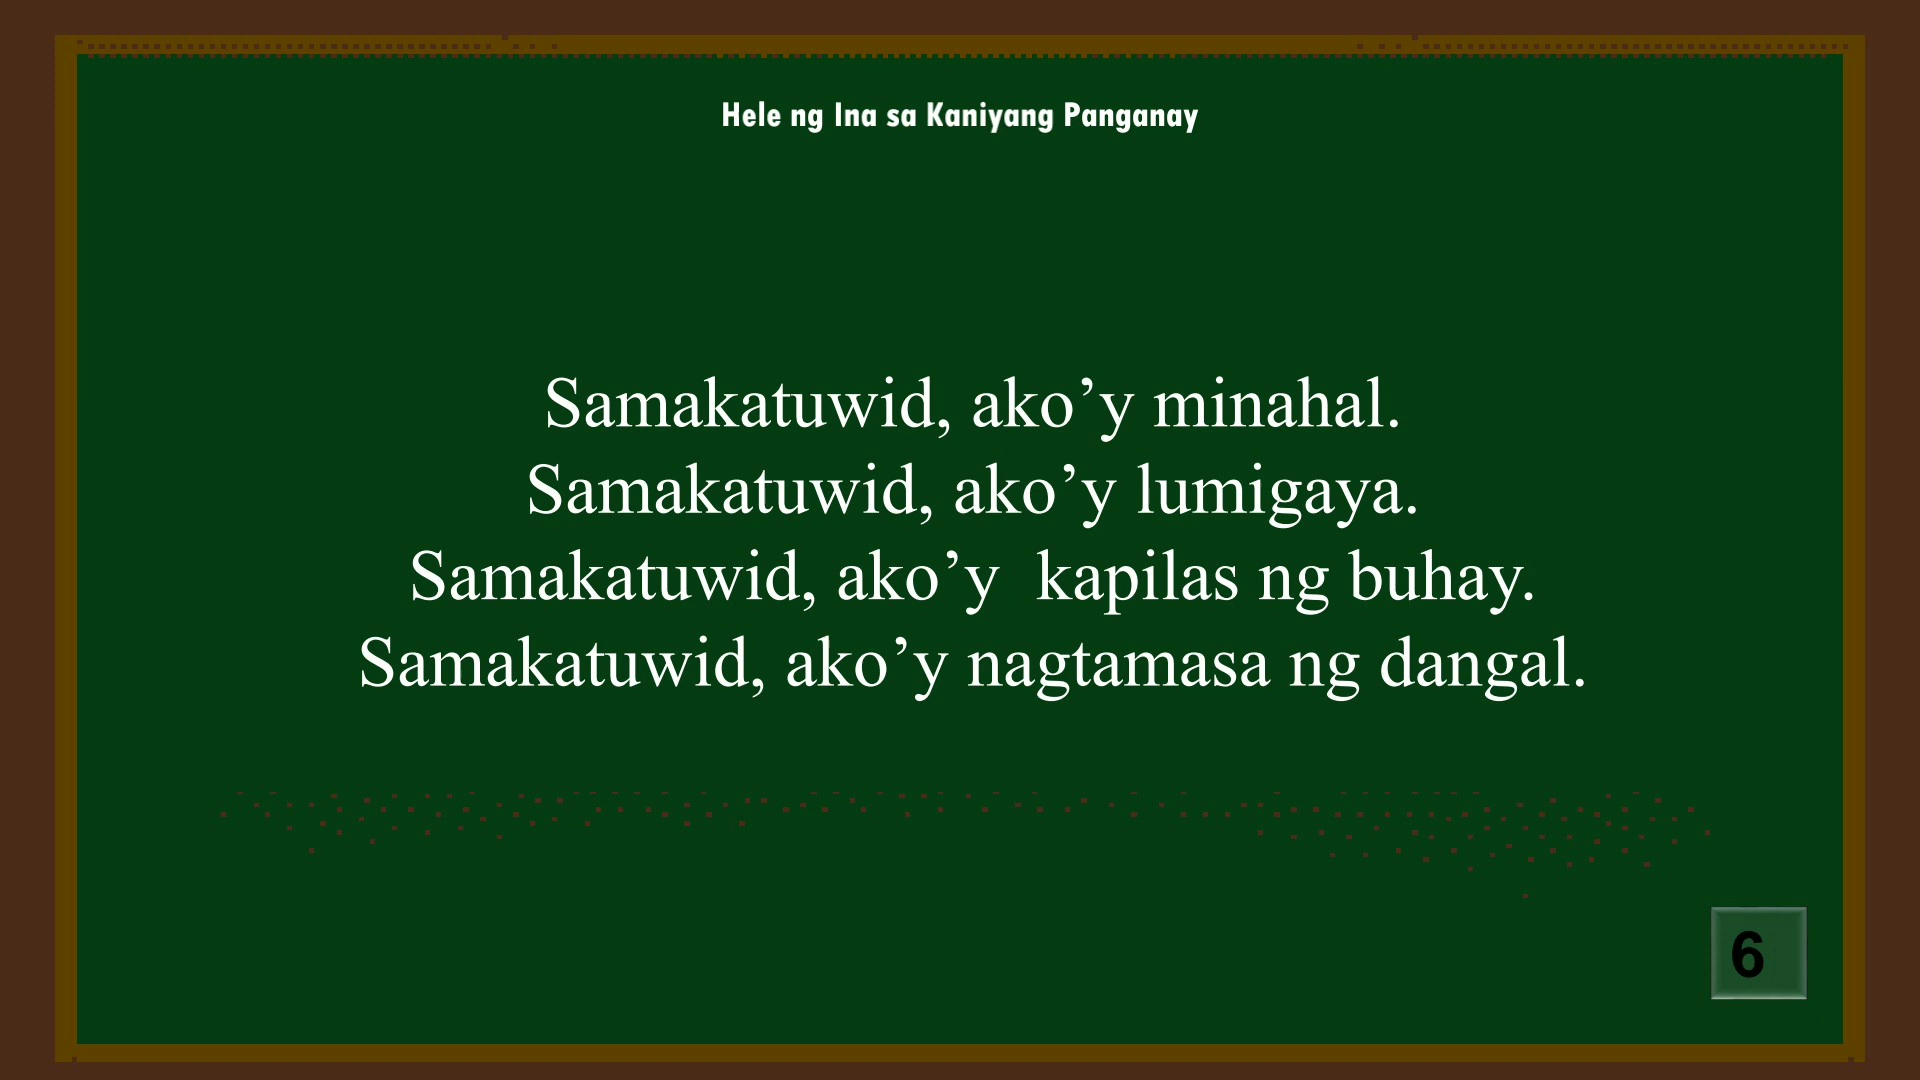 Hele ng Ina sa Kaniyang Panganay
Samakatuwid, ako’y minahal.
Samakatuwid, ako’y lumigaya.
Samakatuwid, ako’y  kapilas ng buhay.
Samakatuwid, ako’y nagtamasa ng dangal.
6